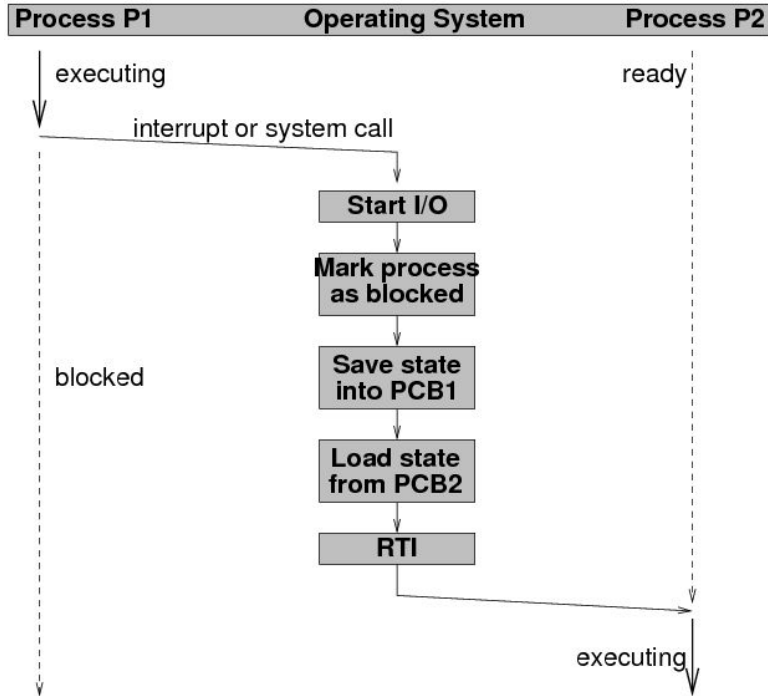 Process P1 Operating System Process P2
executing
ready
interrupt or system call
Start I/O
Mark process
as blocked
Save state
into PCB1
blocked
Load state
from PCB2
RTI
executing